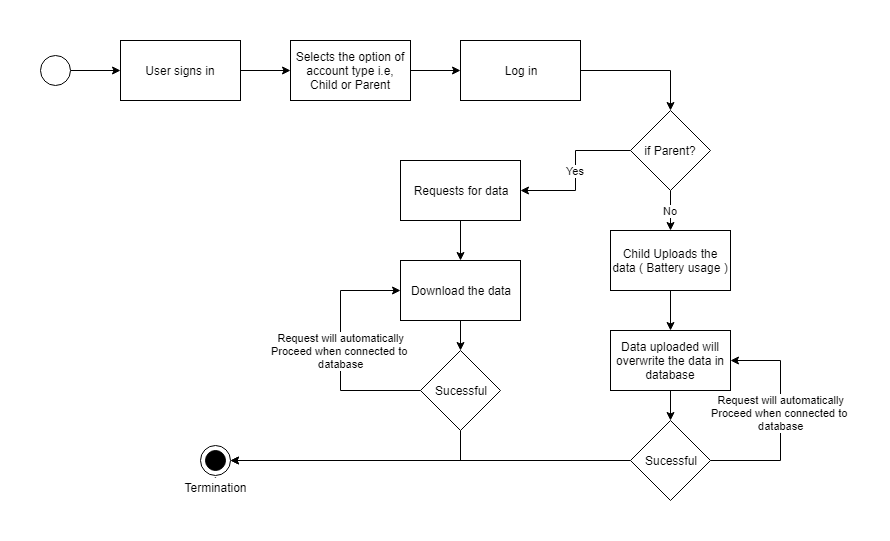 User signs in
Selects the option of
account type i.e,
Child or Parent
Log in
if Parent?
Yes
No
Requests for data
Child Uploads the
data ( Battery usage )
Download the data
Request will automatically
Proceed when connected to
database
Data uploaded will
overwrite the data in
database
Sucessful
Request will automatically
Proceed when connected to
database
Sucessful
Termination